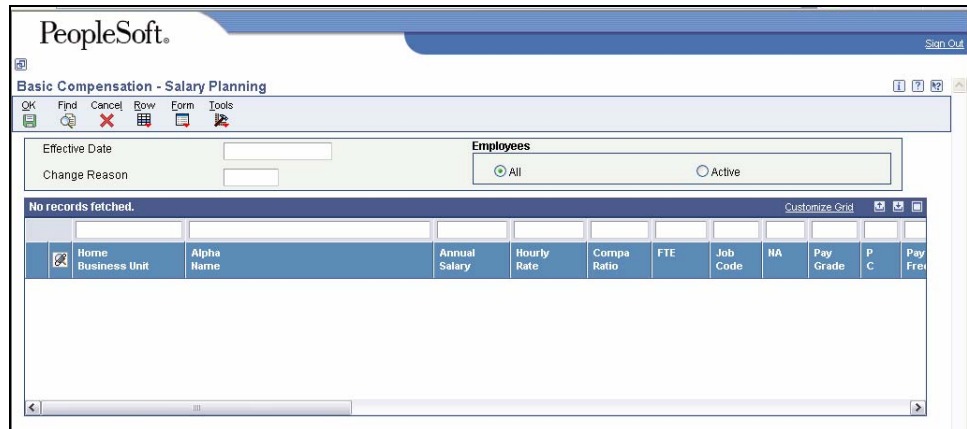 PeopleSoft.
Sign Out
Basic Compensation - Salary Planning
OK Find Cancel Row Form Tools
Effective Date
Employees
All
Active
Change Reason
No records fetched.
Customize Grid
Home Business Unit
Alpha Name
Annual Salary
Hourly Rate
Compa Ratio
FTE
Job Code
NA
Pay Grade
P C
Pay Fre